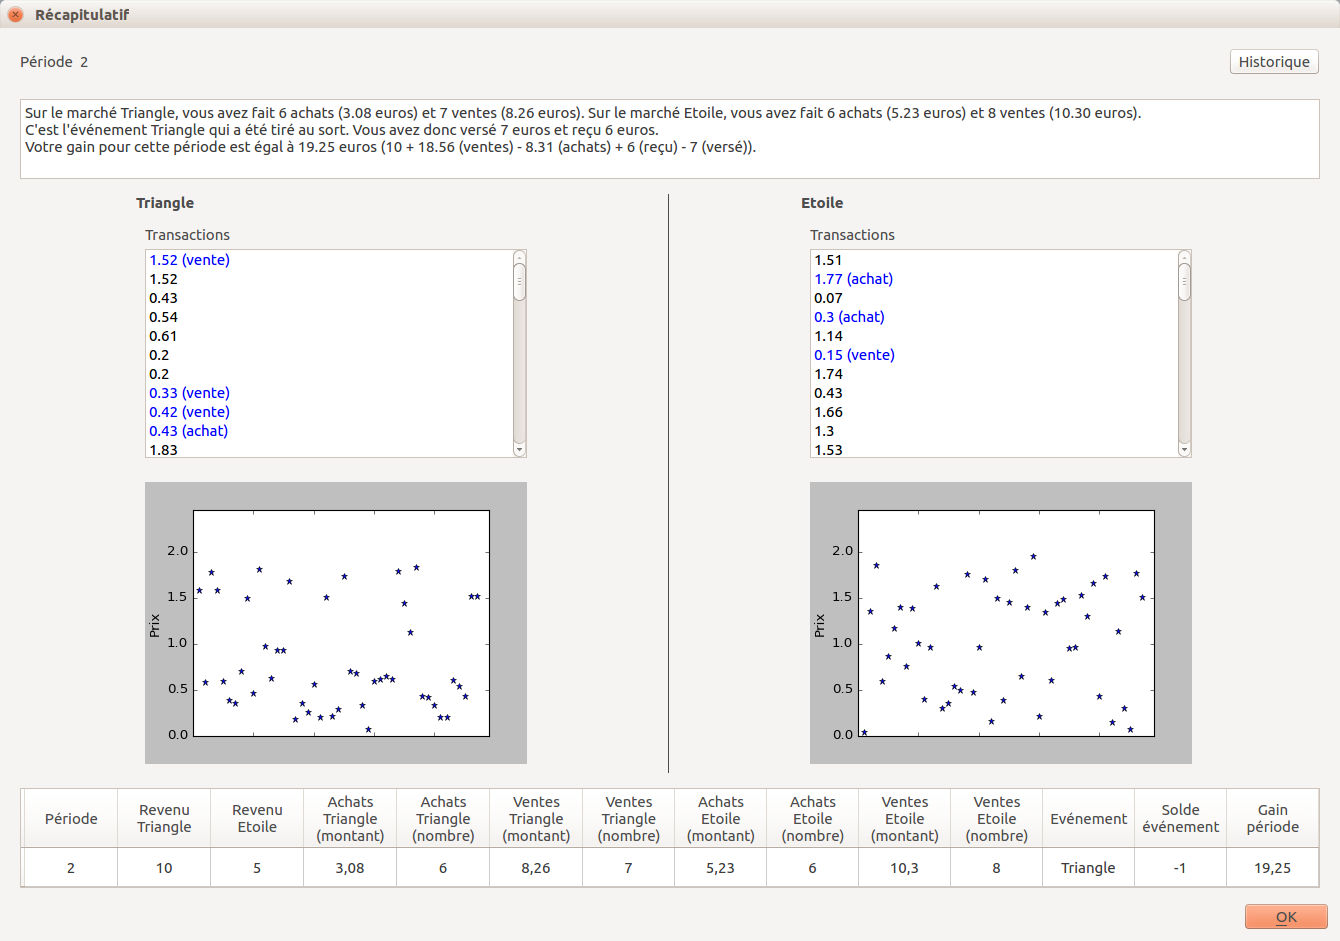 Récapitulatif
Période 2
Historique
Sur le marché Triangle, vous avez fait 6 achats (3.08 euros) et 7 ventes (8.26 euros). Sur le marché Etoile, vous avez fait 6 achats (5.23 euros) et 8 ventes (10.30 euros).
C'est l'événement Triangle qui a été tiré au sort. Vous avez donc versé 7 euros et reçu 6 euros.
Votre gain pour cette période est égal à 19.25 euros (10 + 18.56 (ventes) - 8.31 (achats) + 6 (reçu) - 7 (versé)).
Triangle
Transactions
1.52 (vente)
1.52
0.43
0.54
0.61
0.2
0.2
0.33 (vente)
0.42 (vente)
0.43 (achat)
1.83
2.0
1.5
1.0
0.5
0.0
Prix
Etoile
Transactions
1.51
1.77 (achat)
0.07
0.3 (achat)
1.14
0.15 (vente)
1.74
0.43
1.66
1.3
1.53
2.0
1.5
1.0
0.5
0.0
Prix
Période
Revenu
Triangle
Revenu
Etoile
Achats
Triangle
(montant)
Achats
Triangle
(nombre)
Ventes
Triangle
(montant)
Ventes
Triangle
(nombre)
Achats
Etoile
(montant)
Achats
Etoile
(nombre)
Ventes
Etoile
(montant)
Ventes
Etoile
(nombre)
Evénement
Solde
événement
Gain
période
2 10 5 3,08 6 8,26 7 5,23 6 10,3 8 Triangle -1 19,25
OK